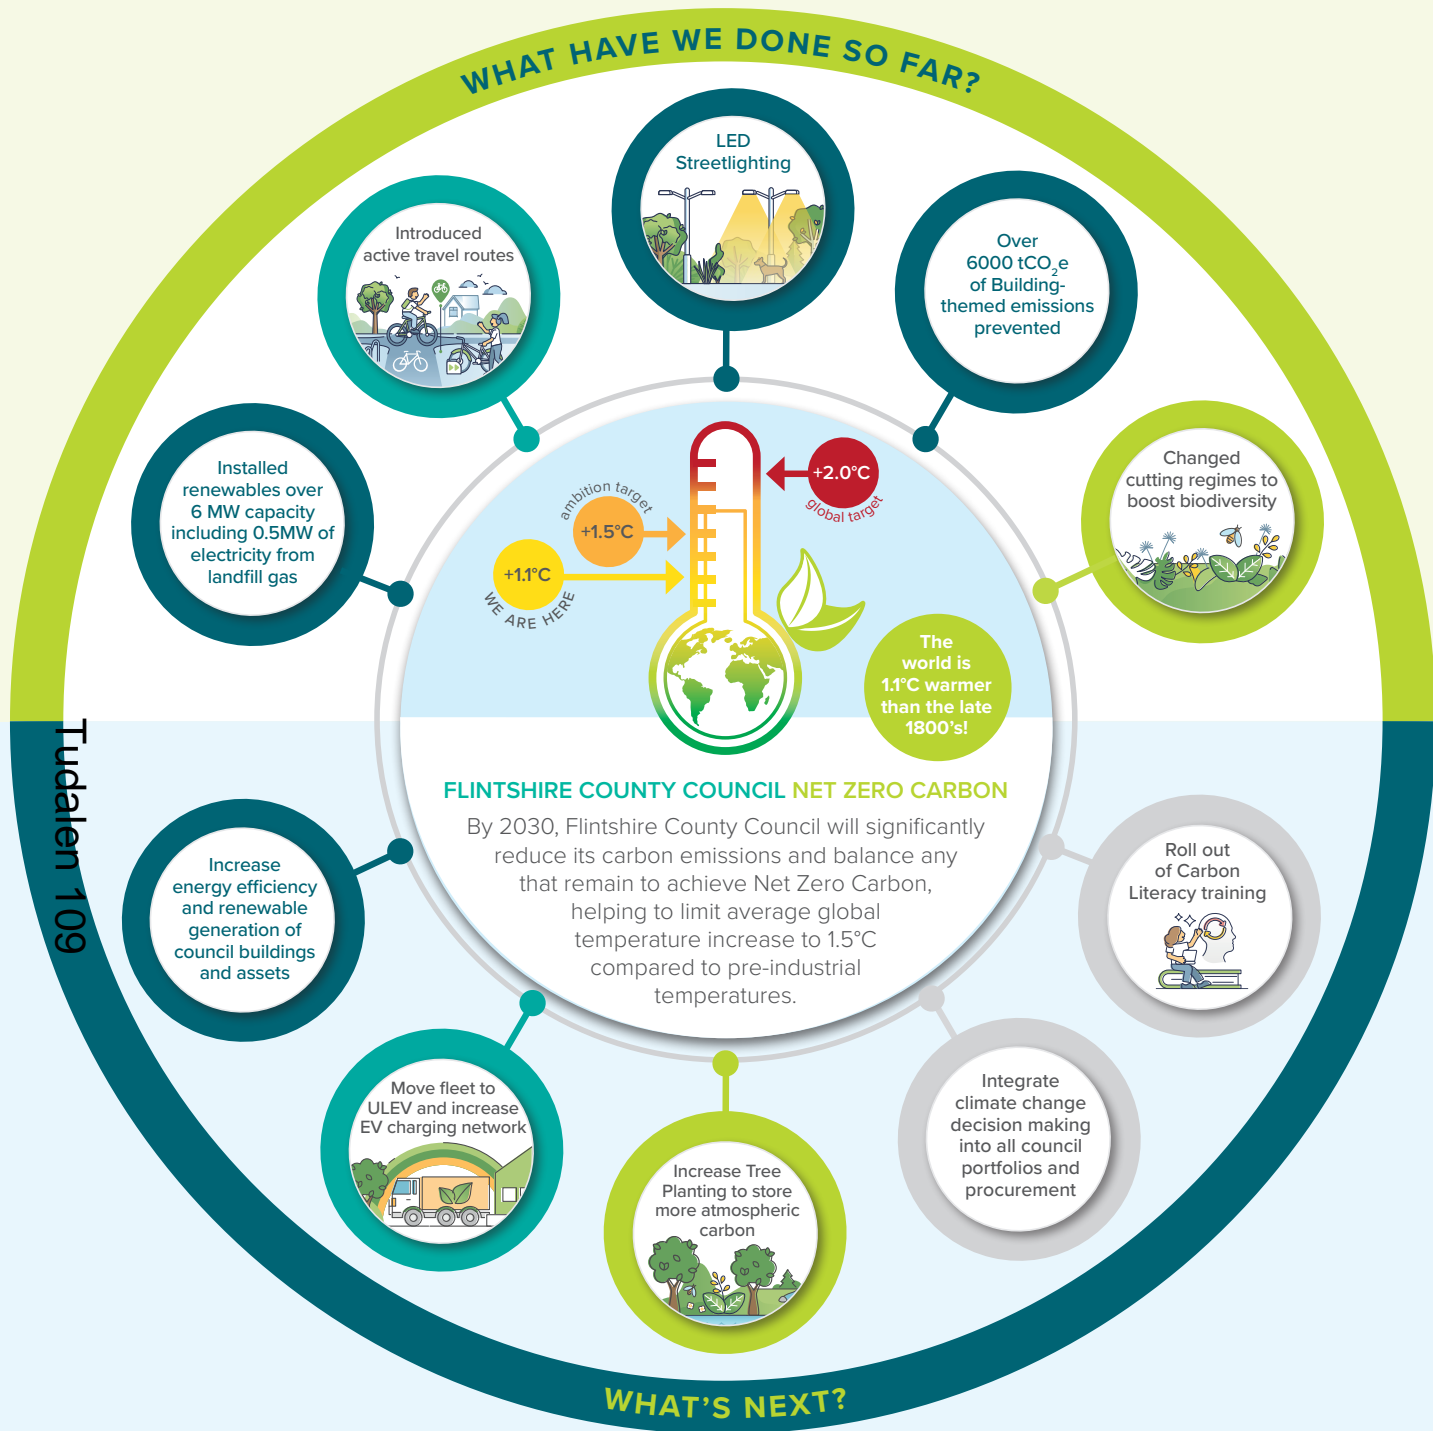 WHAT HAVE WE DONE SO FAR?
LED
Streetlighting
Introduced
active travel routes
Over
6000 tCO₂e
of Building-
themed emissions
prevented
Installed
renewables over
6 MW capacity
including 0.5MW of
electricity from
landfill gas
Changed
cutting regimes to
boost biodiversity
+2.0°C
global target
ambition target
+1.5°C
+1.1°C
WE ARE HERE
The
world is
1.1°C warmer
than the late
1800's!
FLINTSHIRE COUNTY COUNCIL NET ZERO CARBON
By 2030, Flintshire County Council will significantly
reduce its carbon emissions and balance any
that remain to achieve Net Zero Carbon,
helping to limit average global
temperature increase to 1.5°C
compared to pre-industrial
temperatures.
Tudalen 109
Increase
energy efficiency
and renewable
generation of
council buildings
and assets
Roll out
of Carbon
Literacy training
Move fleet to
ULEV and increase
EV charging network
Integrate
climate change
decision making
into all council
portfolios and
procurement
Increase Tree
Planting to store
more atmospheric
carbon
WHAT'S NEXT?